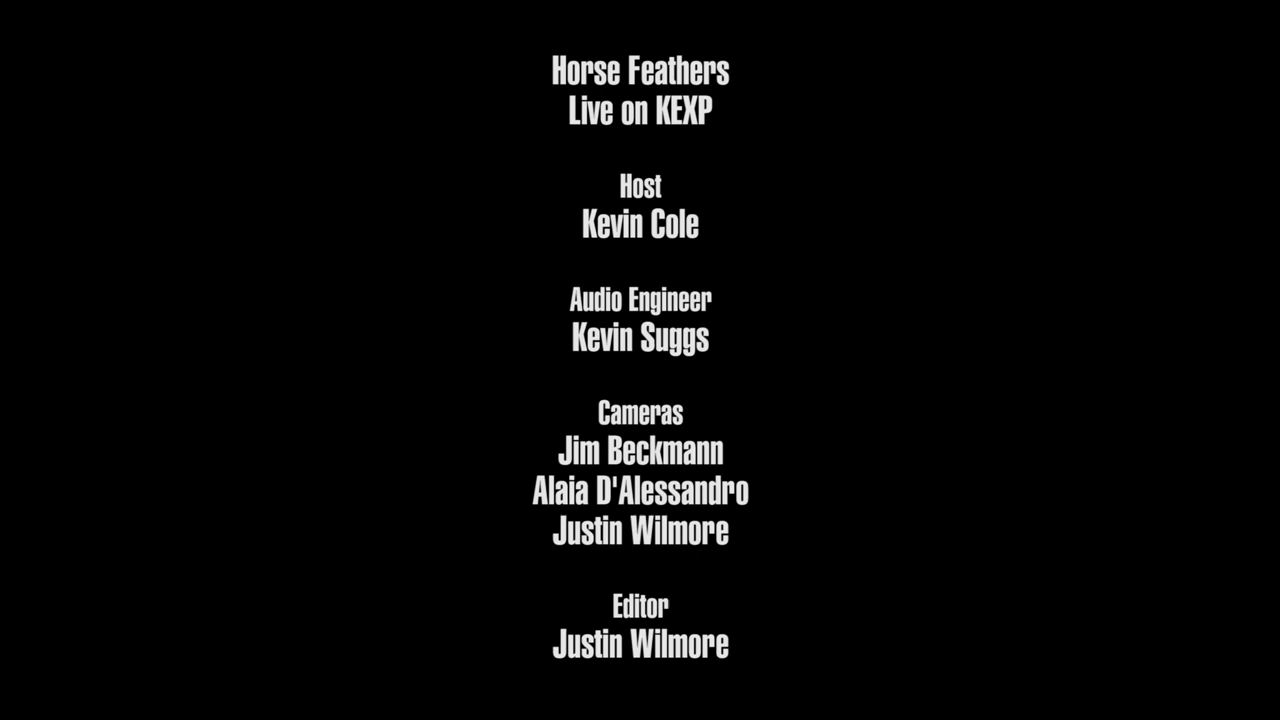 Horse Feathers
Live on KEXP
Host
Kevin Cole
Audio Engineer
Kevin Suggs
Cameras
Jim Beckmann
Alaia D'Alessandro
Justin Wilmore
Editor
Justin Wilmore